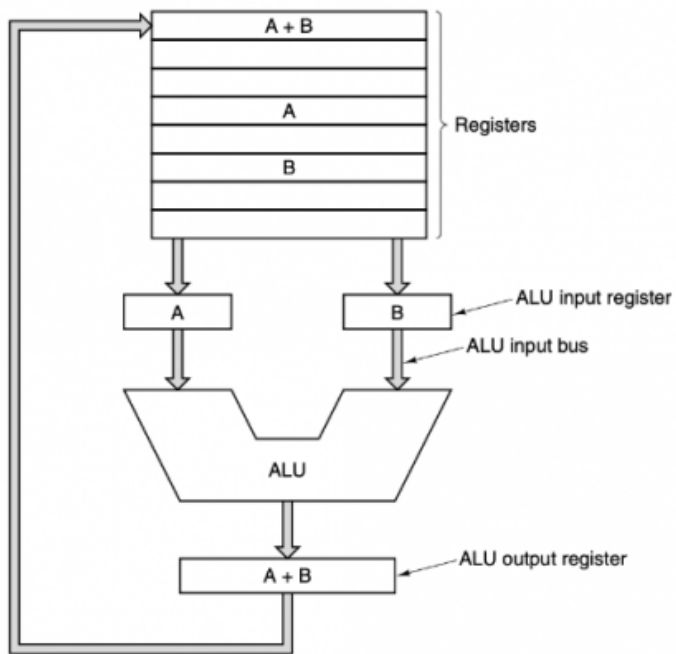 A + B
A
Registers
B
A
B
ALU input register
ALU input bus
ALU
ALU output register
A + B